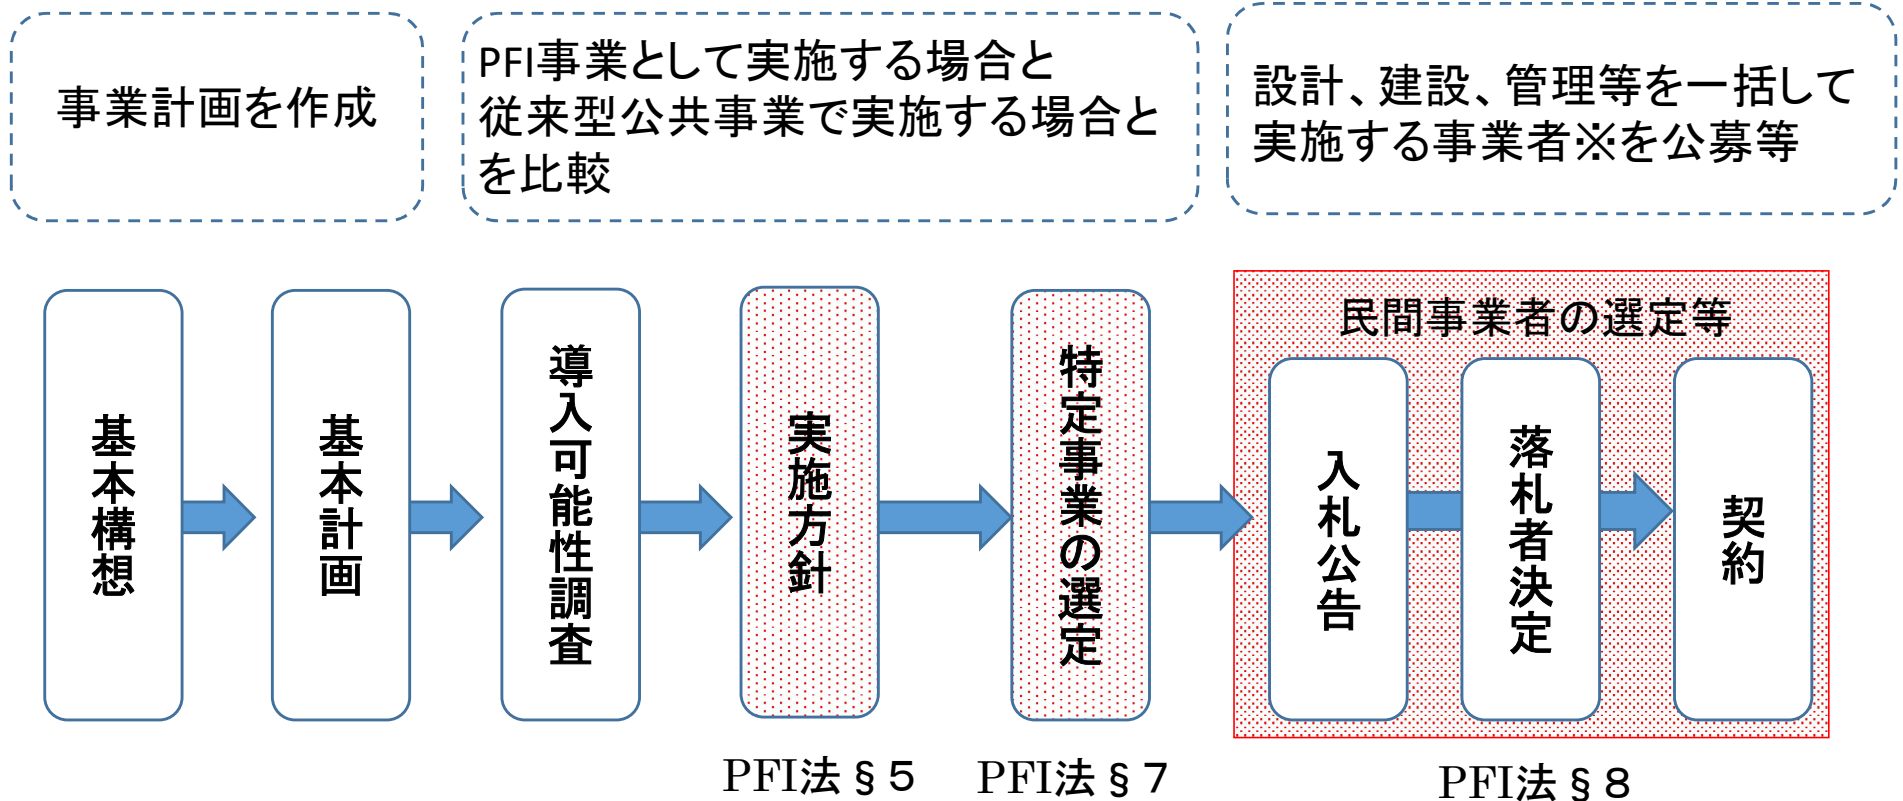 事業計画を作成
PFI事業として実施する場合と
従来型公共事業で実施する場合と
を比較
設計、建設、管理等を一括して
実施する事業者※を公募等
基本構想
基本計画
導入可能性調査
実施方針
特定事業の選定
民間事業者の選定等
入札公告
落札者決定
契約
PFI法§5
PFI法§7
PFI法§8